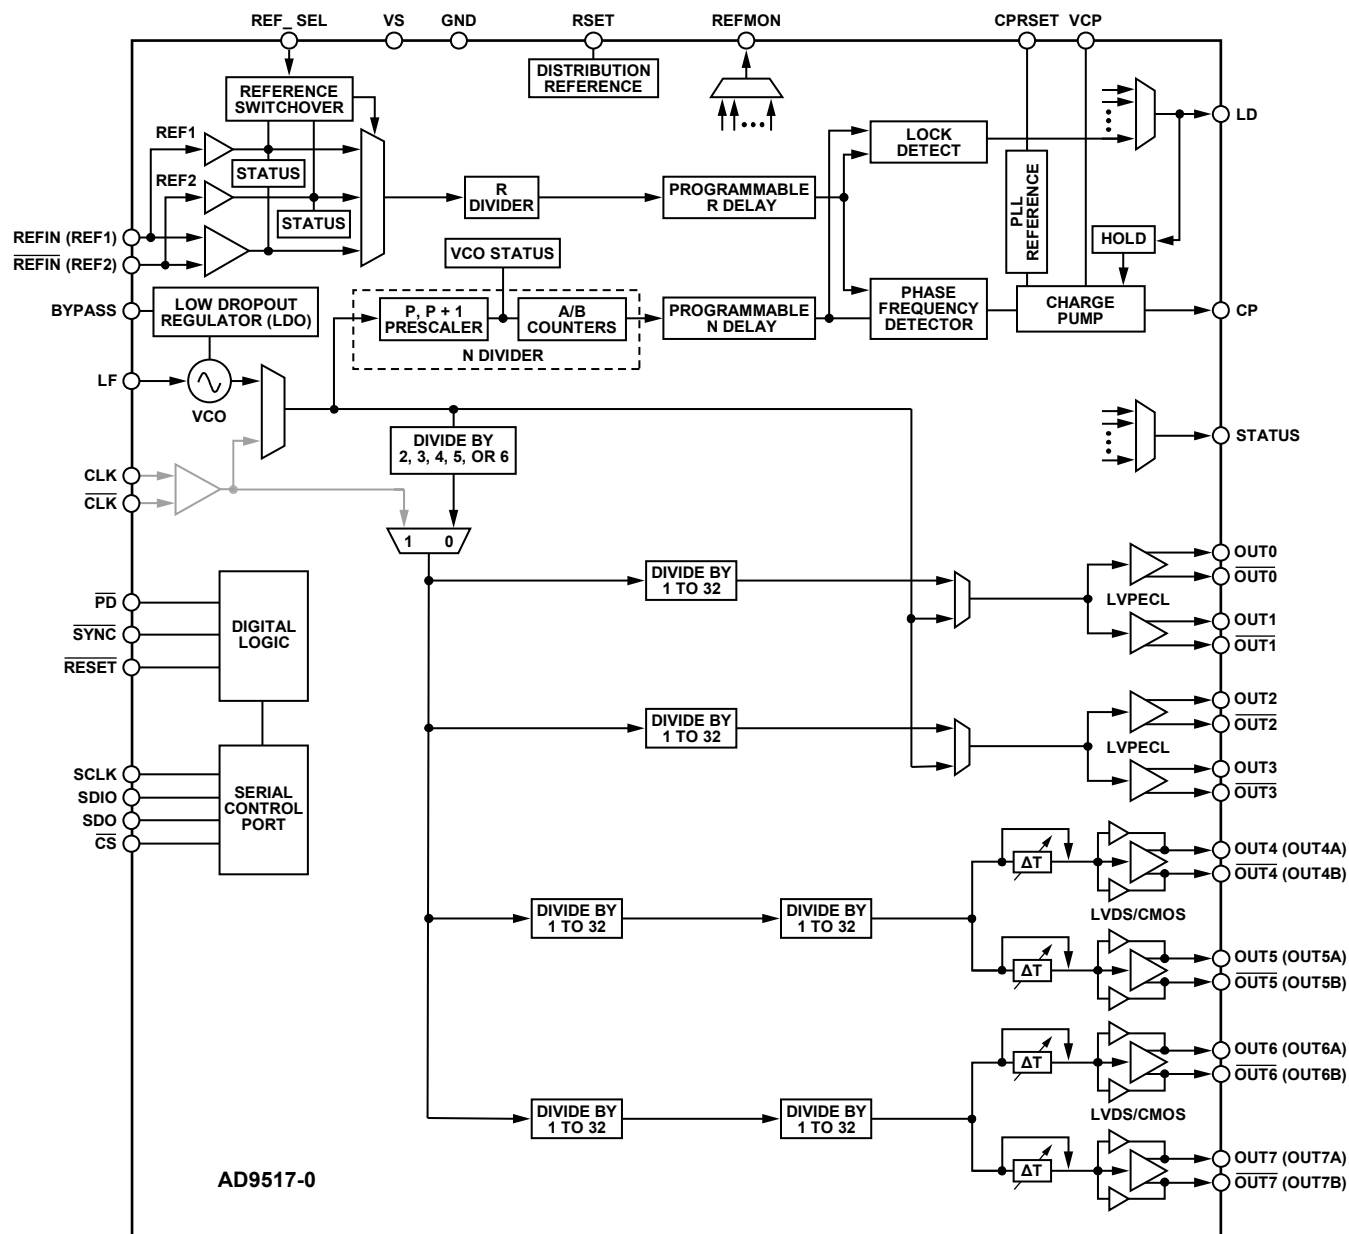 REF_ SEL
VS
GND
RSET
REFMON
CPRSET
VCP
DISTRIBUTION
REFERENCE
REFERENCE
SWITCHOVER
REF1
STATUS
REF2
STATUS
R
DIVIDER
PROGRAMMABLE
R DELAY
LOCK
DETECT
PLL
REFERENCE
LD
HOLD
REFIN (REF1)
REFIN (REF2)
BYPASS
LOW DROPOUT
REGULATOR (LDO)
VCO STATUS
P, P + 1
PRESCALER
A/B
COUNTERS
N DIVIDER
PROGRAMMABLE
N DELAY
PHASE
FREQUENCY
DETECTOR
CHARGE
PUMP
CP
LF
VCO
DIVIDE BY
2, 3, 4, 5, OR 6
STATUS
CLK
CLK
1 0
DIVIDE BY
1 TO 32
LVPECL
OUT0
OUT0
OUT1
OUT1
PD
SYNC
RESET
DIGITAL
LOGIC
DIVIDE BY
1 TO 32
LVPECL
OUT2
OUT2
OUT3
OUT3
SCLK
SDIO
SDO
CS
SERIAL
CONTROL
PORT
ΔT
OUT4 (OUT4A)
OUT4 (OUT4B)
DIVIDE BY
1 TO 32
DIVIDE BY
1 TO 32
LVDS/CMOS
ΔT
OUT5 (OUT5A)
OUT5 (OUT5B)
ΔT
OUT6 (OUT6A)
OUT6 (OUT6B)
DIVIDE BY
1 TO 32
DIVIDE BY
1 TO 32
LVDS/CMOS
ΔT
OUT7 (OUT7A)
OUT7 (OUT7B)
AD9517-0